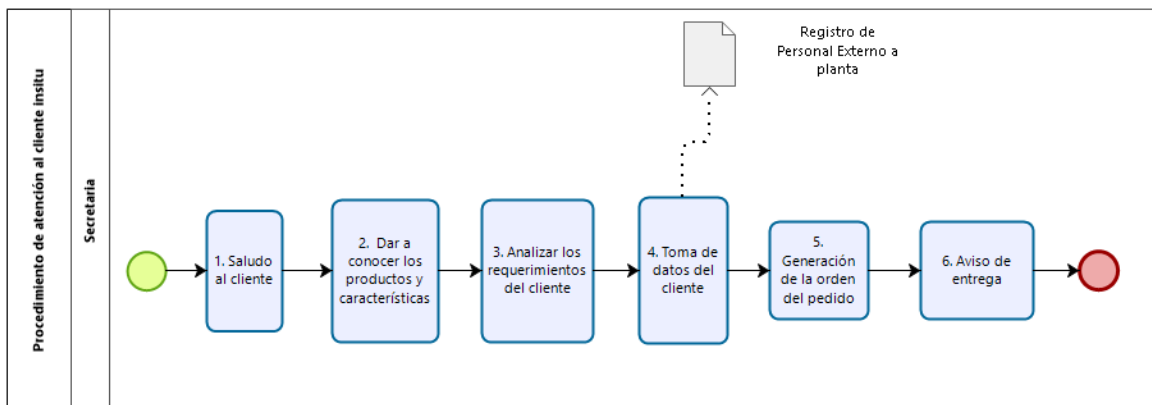 Procedimiento de atención al cliente insitu
Secretaria
Registro de
Personal Externo a
planta
1. Saludo
al cliente
2. Dar a
conocer los
productos y
características
3. Analizar los
requerimientos
del cliente
4. Toma de
datos del
cliente
5.
Generación
de la orden
del pedido
6. Aviso de
entrega